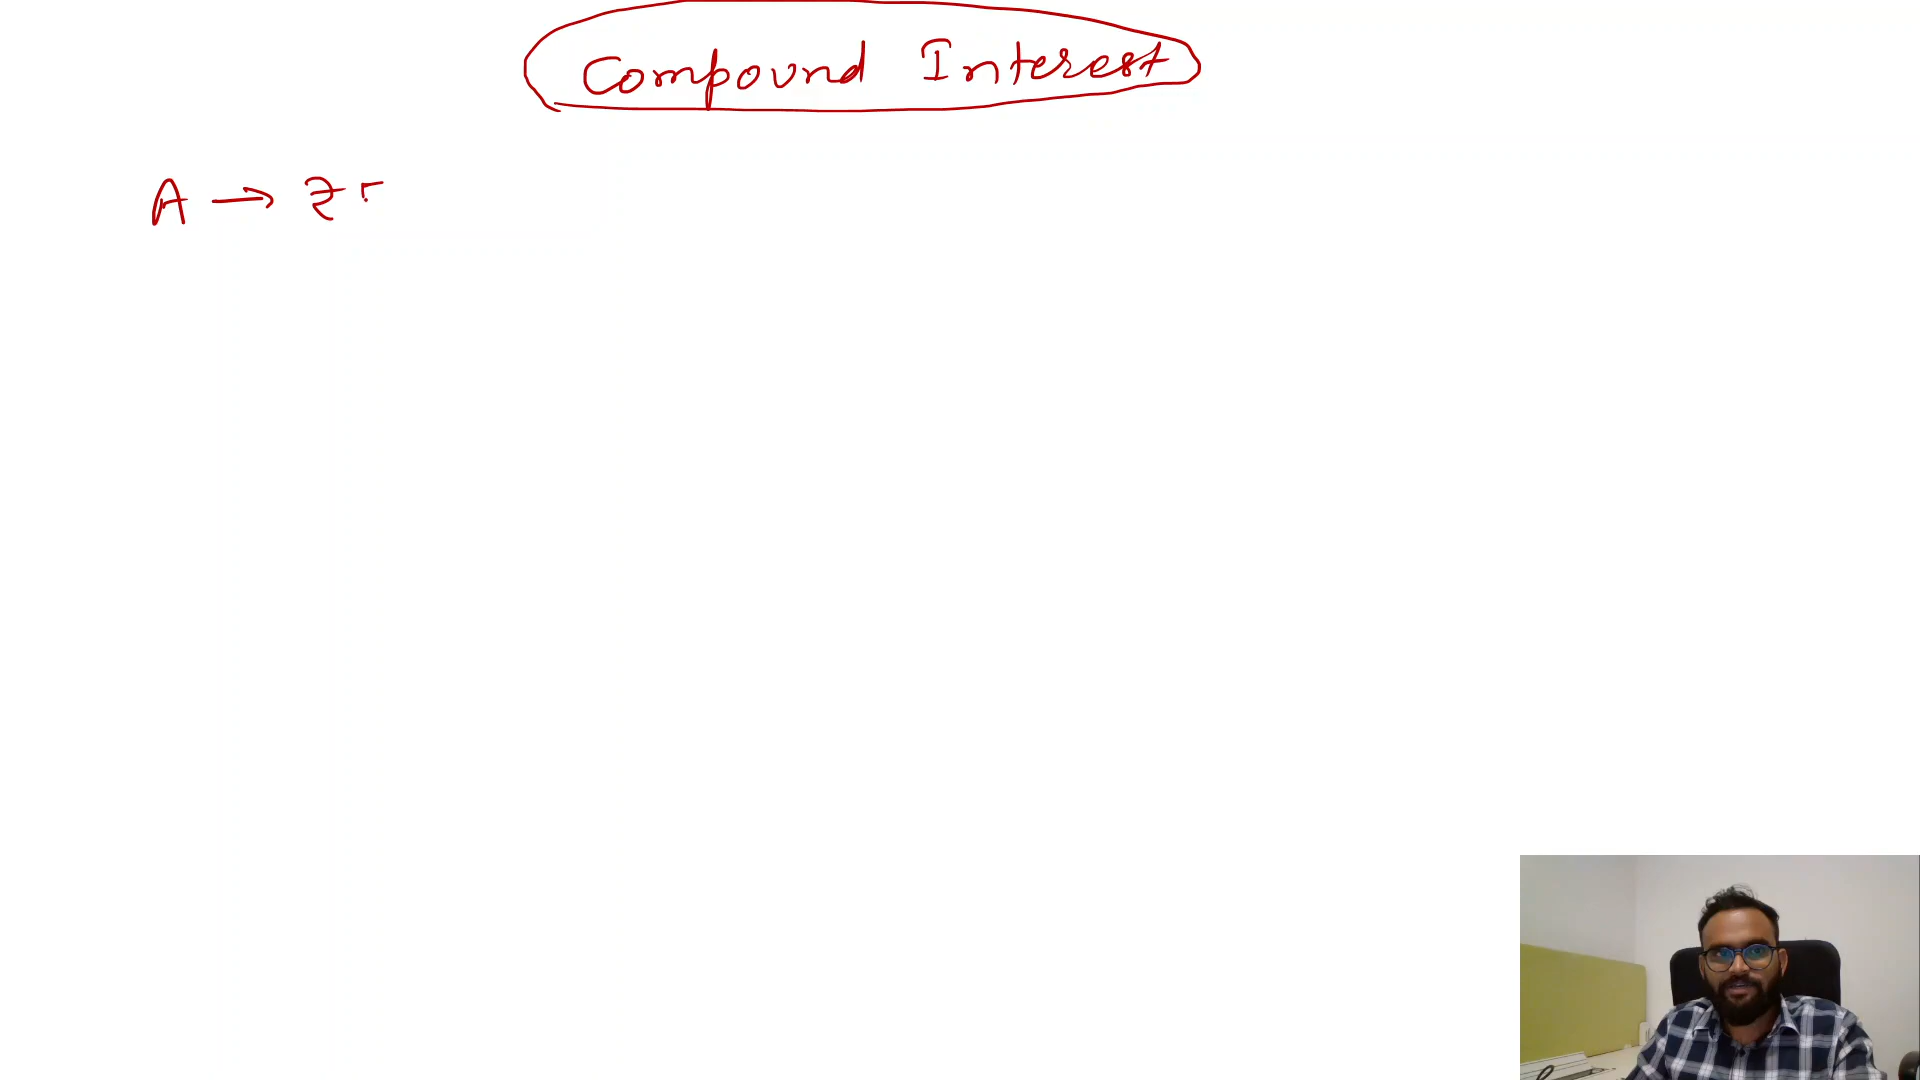 Compound Interest
A → ₹